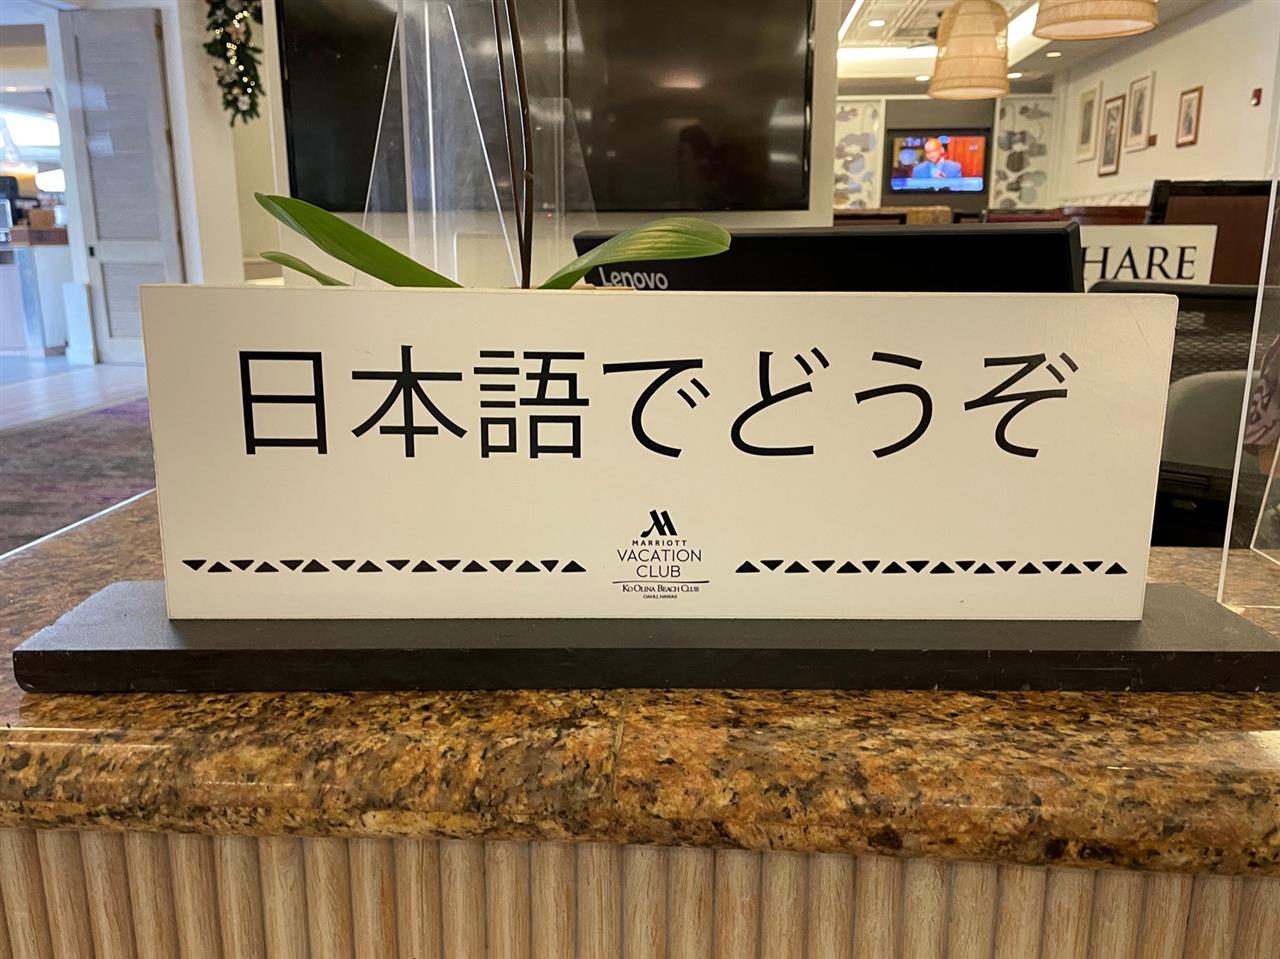 Lenovo
HARE
日本語でどうぞ
MARRIOTT
VACATION
CLUB
KO OLINA BEACH CLUB
OAHU, HAWAII